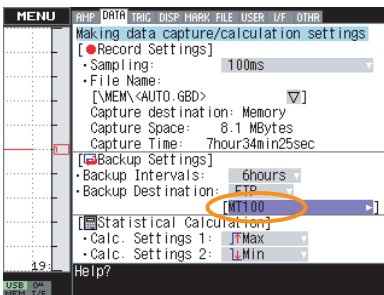 MENU
AMP DATA TRIG DISP MARK FILE USER I/F OTHR
Making data capture/calculation settings
[●Record Settings]
・Sampling: 100ms
・File Name:
[\MEM\<AUTO.GBD> ▽]
Capture destination: Memory
Capture Space: 8.1 MBytes
Capture Time: 7hour34min25sec
[Backup Settings]
・Backup Intervals: 6hours
・Backup Destination: FTP
[MT100 ▸]
[Statistical Calculation]
・Calc. Settings 1: Max
・Calc. Settings 2: Min
19:
Help?
USB
MEM I/F